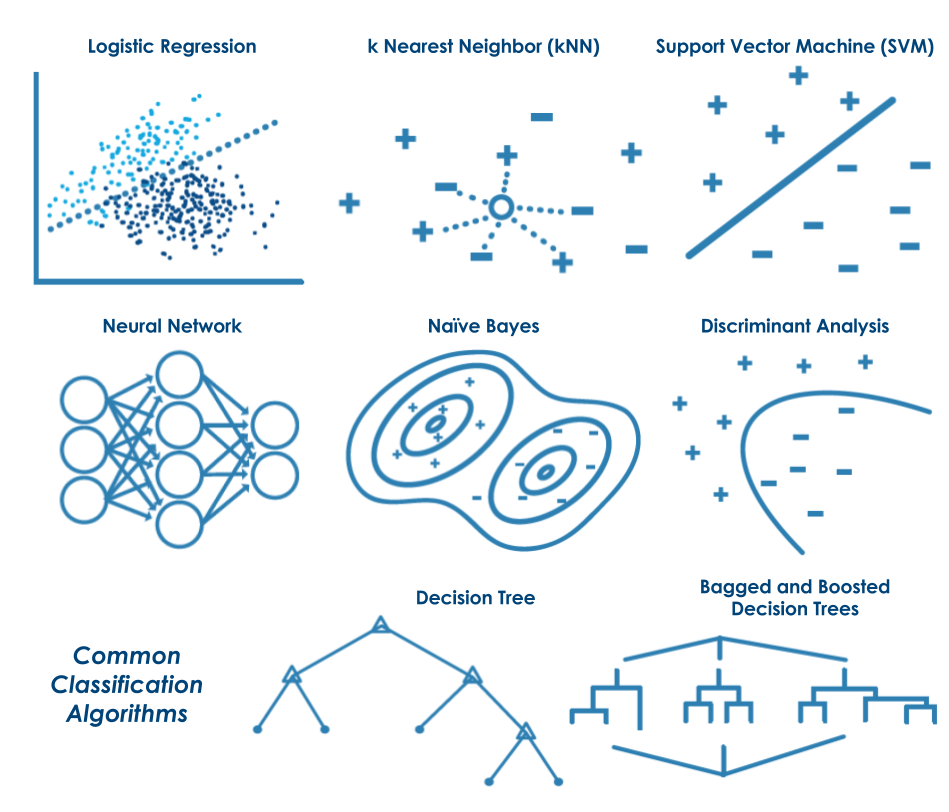 Logistic Regression
k Nearest Neighbor (kNN)
Support Vector Machine (SVM)
Neural Network
Naïve Bayes
Discriminant Analysis
Decision Tree
Bagged and Boosted
Decision Trees
Common
Classification
Algorithms